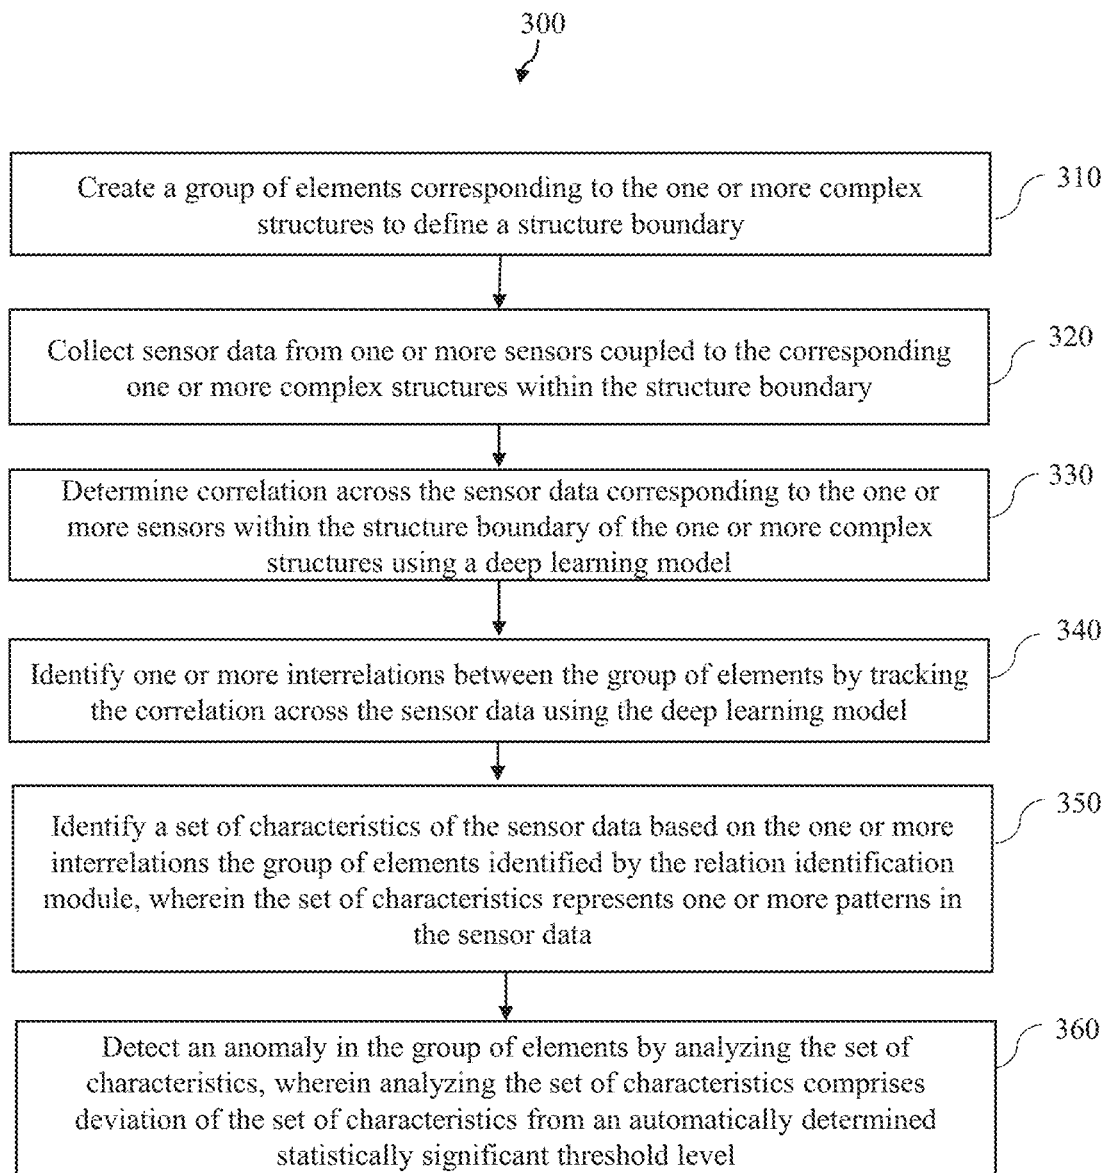 300
Create a group of elements corresponding to the one or more complex
structures to define a structure boundary
310
Collect sensor data from one or more sensors coupled to the corresponding
one or more complex structures within the structure boundary
320
Determine correlation across the sensor data corresponding to the one or
more sensors within the structure boundary of the one or more complex
structures using a deep learning model
330
Identify one or more interrelations between the group of elements by tracking
the correlation across the sensor data using the deep learning model
340
Identify a set of characteristics of the sensor data based on the one or more
interrelations the group of elements identified by the relation identification
module, wherein the set of characteristics represents one or more patterns in
the sensor data
350
Detect an anomaly in the group of elements by analyzing the set of
characteristics, wherein analyzing the set of characteristics comprises
deviation of the set of characteristics from an automatically determined
statistically significant threshold level
360